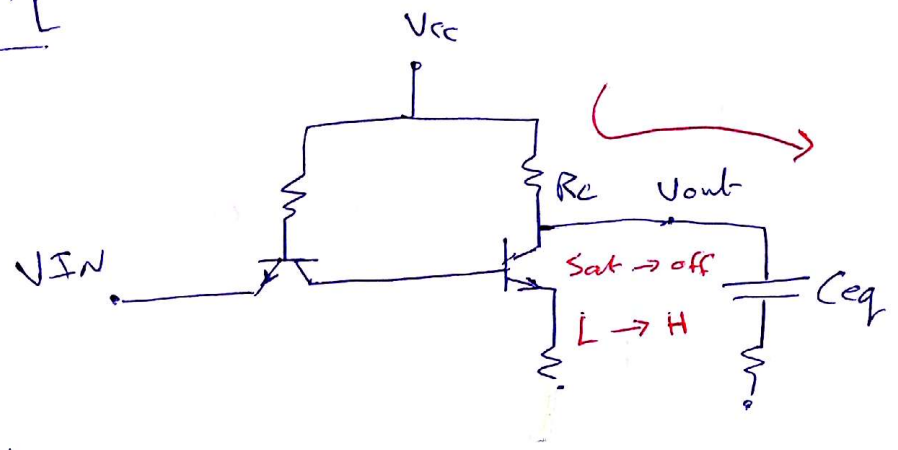 Vcc
Rc
Vout
VIN
Sat → off
Ceq
L → H